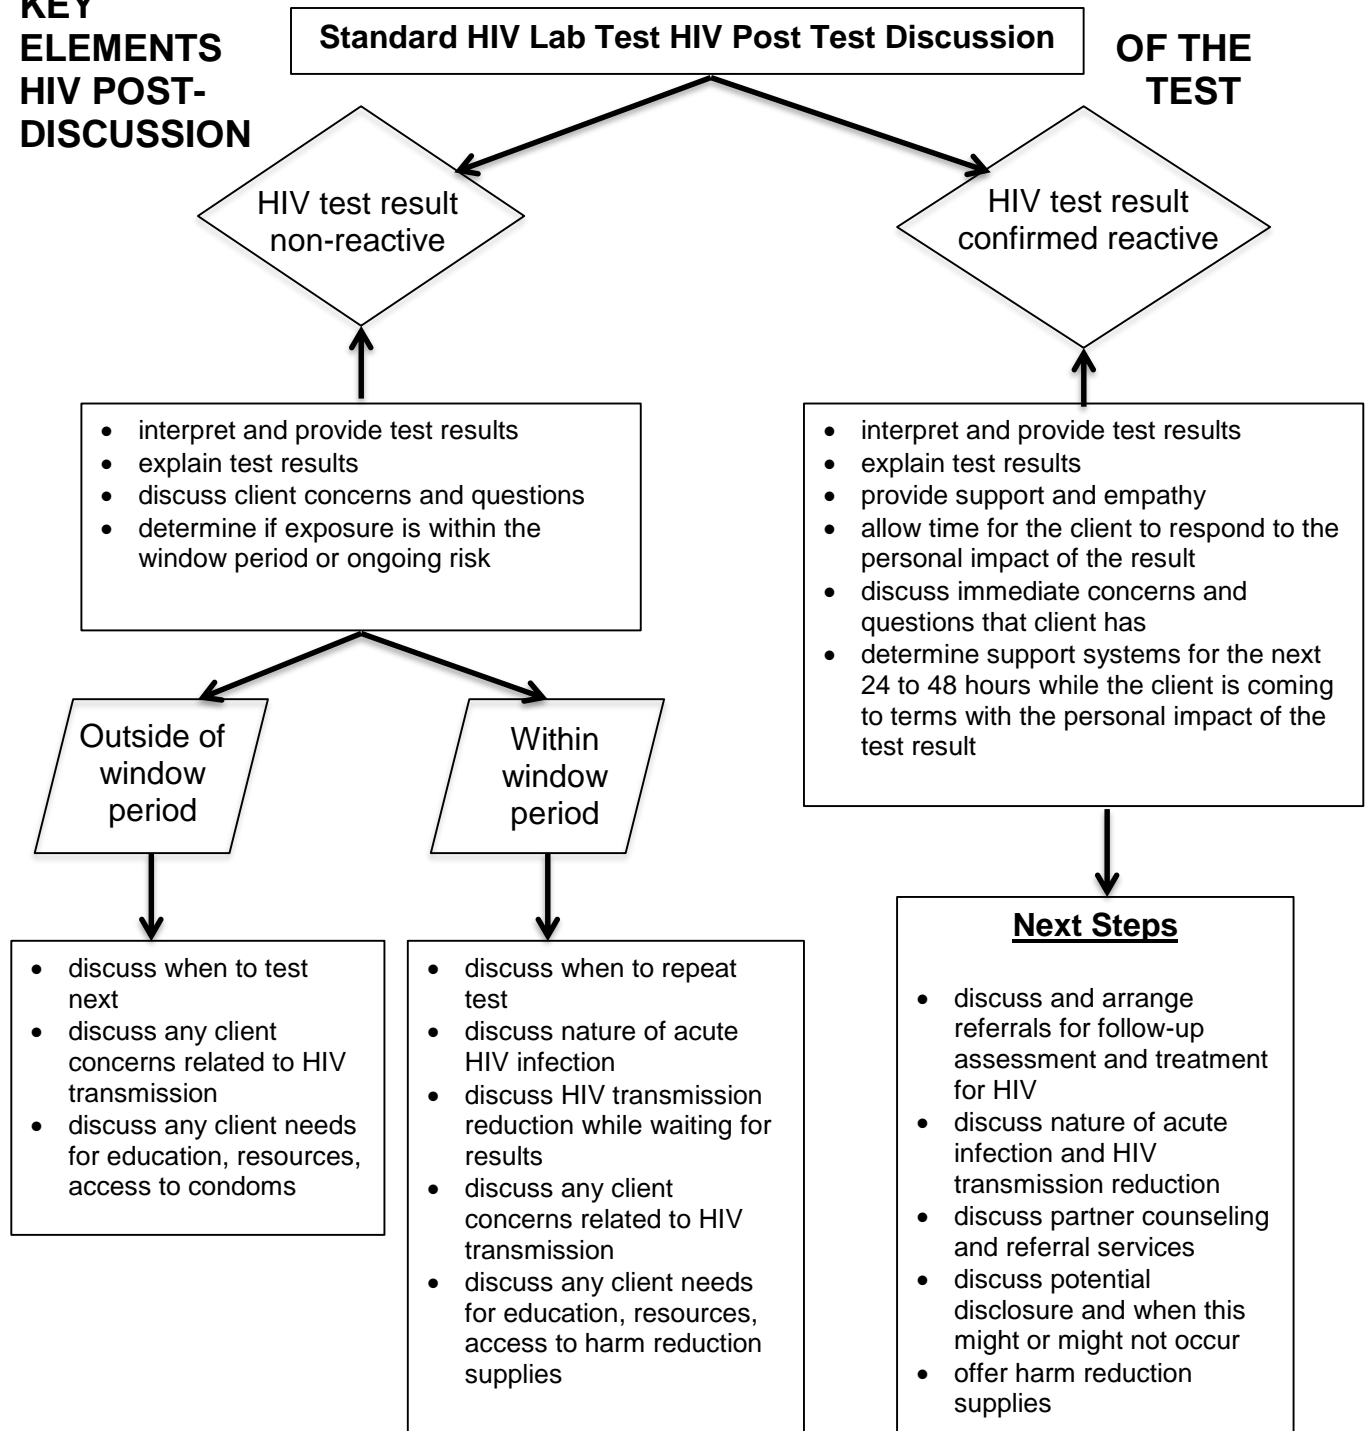 KEY
ELEMENTS
HIV POST-
DISCUSSION
Standard HIV Lab Test HIV Post Test Discussion
OF THE
TEST
HIV test result
non-reactive
HIV test result
confirmed reactive
• interpret and provide test results
• explain test results
• discuss client concerns and questions
• determine if exposure is within the
window period or ongoing risk
• interpret and provide test results
• explain test results
• provide support and empathy
• allow time for the client to respond to the
personal impact of the result
• discuss immediate concerns and
questions that client has
• determine support systems for the next
24 to 48 hours while the client is coming
to terms with the personal impact of the
test result
Outside of
window
period
Within
window
period
• discuss when to test
next
• discuss any client
concerns related to HIV
transmission
• discuss any client needs
for education, resources,
access to condoms
• discuss when to repeat
test
• discuss nature of acute
HIV infection
• discuss HIV transmission
reduction while waiting for
results
• discuss any client
concerns related to HIV
transmission
• discuss any client needs
for education, resources,
access to harm reduction
supplies
Next Steps
• discuss and arrange
referrals for follow-up
assessment and treatment
for HIV
• discuss nature of acute
infection and HIV
transmission reduction
• discuss partner counseling
and referral services
• discuss potential
disclosure and when this
might or might not occur
• offer harm reduction
supplies